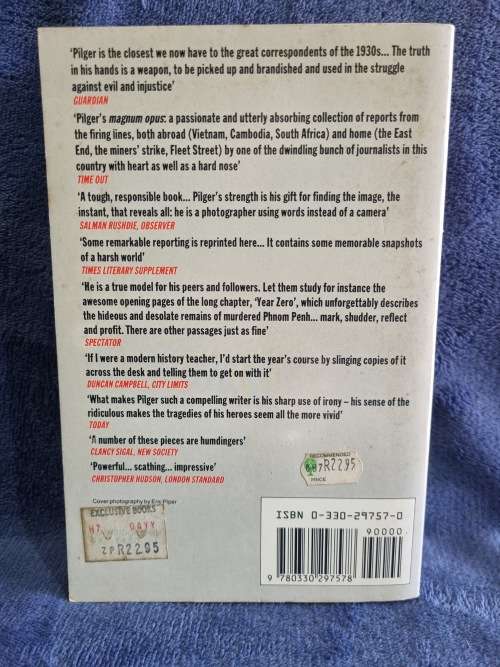 'Pilger is the closest we now have to the great correspondents of the 1930s... The truth
in his hands is a weapon, to be picked up and brandished and used in the struggle
against evil and injustice'
GUARDIAN
'Pilger's magnum opus: a passionate and utterly absorbing collection of reports from
the firing lines, both abroad (Vietnam, Cambodia, South Africa) and home (the East
End, the miners' strike, Fleet Street) by one of the dwindling bunch of journalists in this
country with heart as well as a hard nose'
TIME OUT
'A tough, responsible book... Pilger's strength is his gift for finding the image, the
instant, that reveals all: he is a photographer using words instead of a camera'
SALMAN RUSHDIE, OBSERVER
'Some remarkable reporting is reprinted here... It contains some memorable snapshots
of a harsh world'
TIMES LITERARY SUPPLEMENT
'He is a true model for his peers and followers. Let them study for instance the
awesome opening pages of the long chapter, 'Year Zero', which unforgettably describes
the hideous and desolate remains of murdered Phnom Penh... mark, shudder, reflect
and profit. There are other passages just as fine'
SPECTATOR
'If I were a modern history teacher, I'd start the year's course by slinging copies of it
across the desk and telling them to get on with it'
DUNCAN CAMPBELL, CITY LIMITS
'What makes Pilger such a compelling writer is his sharp use of irony – his sense of the
ridiculous makes the tragedies of his heroes seem all the more vivid'
TODAY
'A number of these pieces are humdingers'
CLANCY SIGAL, NEW SOCIETY
'Powerful... scathing... impressive'
CHRISTOPHER HUDSON, LONDON STANDARD
RECOMMENDED
R22.95
PRICE
Cover photography by Eric Piper
EXCLUSIVE BOOKS
H7
ZPR22.95
ISBN 0-330-29757-0
90000
9 780330 297578